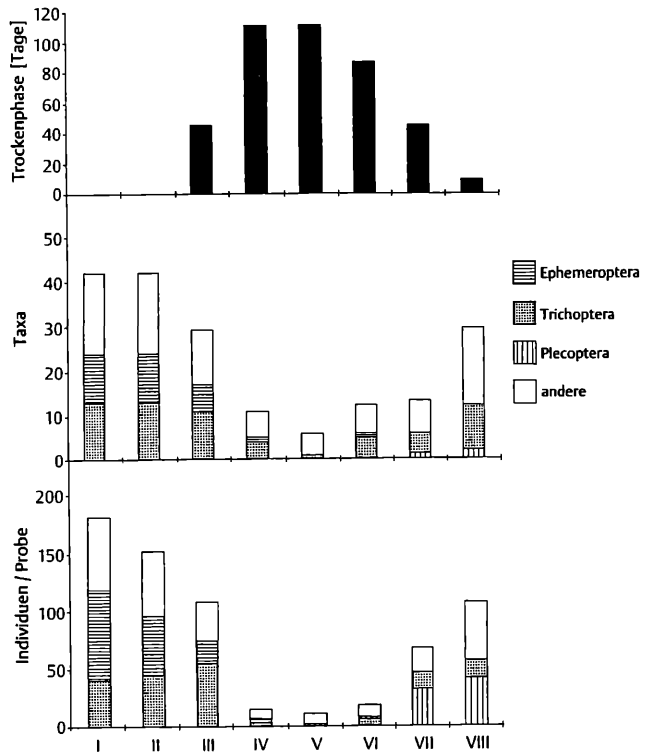 Trockenphase [Tage]
120
100
80
60
40
20
0
Taxa
50
40
30
20
10
0
Ephemeroptera
Trichoptera
Plecoptera
andere
Individuen / Probe
200
150
100
50
0
I II III IV V VI VII VIII